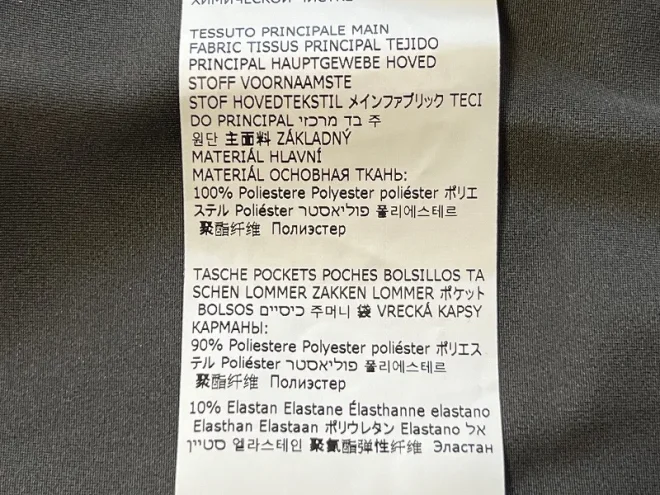 ХИМИЧЕСКОЙ ЧИСТКЕ
TESSUTO PRINCIPALE MAIN
FABRIC TISSUS PRINCIPAL TEJIDO
PRINCIPAL HAUPTGEWEBE HOVED
STOFF VOORNAAMSTE
STOF HOVEDTEKSTIL メインファブリック TECI
DO PRINCIPAL בד מרכזי 주
원단 主面料 ZÁKLADNÝ
MATERIÁL HLAVNÍ
MATERIÁL ОСНОВНАЯ ТКАНЬ:
100% Poliestere Polyester poliéster ポリエ
ステル Poliéster פוליאסטר 폴리에스테르
聚酯纤维 Полиэстер
TASCHE POCKETS POCHES BOLSILLOS TA
SCHEN LOMMER ZAKKEN LOMMER ポケット
BOLSOS כיסיים 주머니 袋 VRECKÁ KAPSY
КАРМАНЫ:
90% Poliestere Polyester poliéster ポリエス
テル Poliéster פוליאסטר 폴리에스테르
聚酯纤维 Полиэстер
10% Elastan Elastane Élasthanne elastano
Elasthan Elastaan ポリウレタン Elastano אל
סטיין 엘라스테인 聚氨酯弹性纤维 Эластан